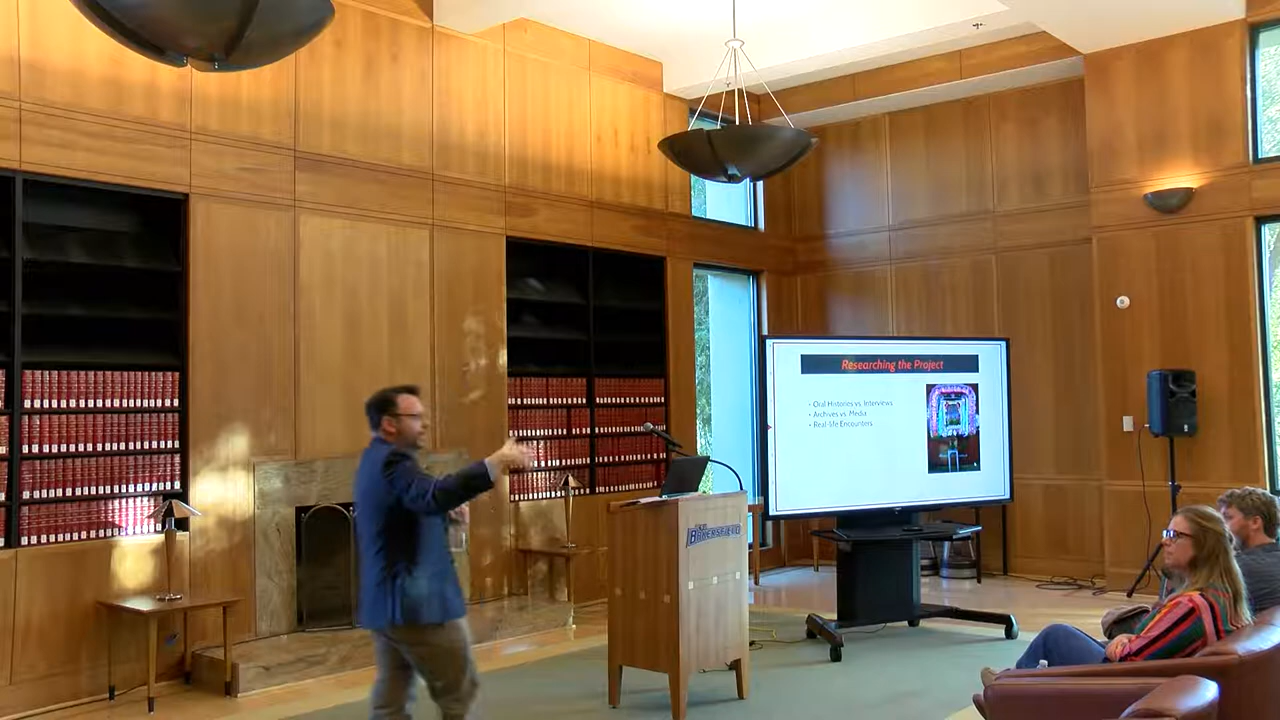 Researching the Project
• Oral Histories vs. Interviews
• Archives vs. Media
• Real-life Encounters
BAKERSFIELD